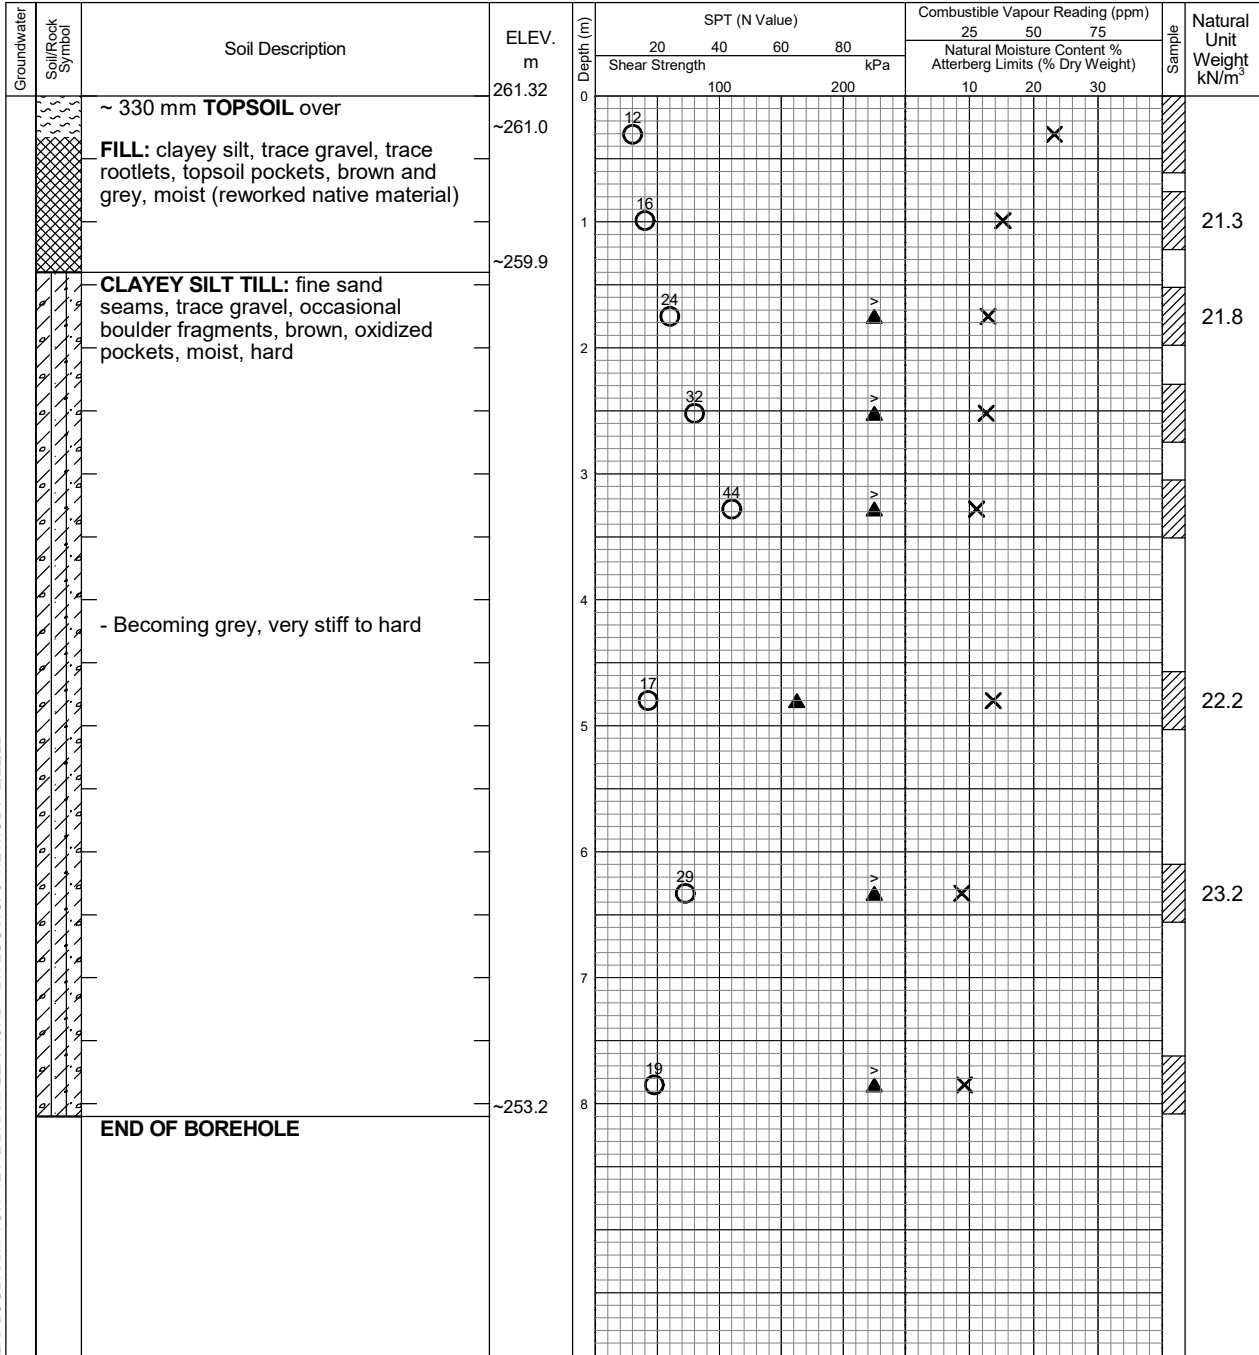 Groundwater
Soil/Rock
Symbol
Soil Description
ELEV.
m
261.32
Depth (m)
SPT (N Value)
20 40 60 80
Shear Strength kPa
100 200
Combustible Vapour Reading (ppm)
25 50 75
Natural Moisture Content %
Atterberg Limits (% Dry Weight)
10 20 30
Sample
Natural
Unit
Weight
kN/m³
0
~ 330 mm TOPSOIL over
~261.0
12
FILL: clayey silt, trace gravel, trace
rootlets, topsoil pockets, brown and
grey, moist (reworked native material)
16
1
21.3
~259.9
CLAYEY SILT TILL: fine sand
seams, trace gravel, occasional
boulder fragments, brown, oxidized
pockets, moist, hard
24
>
21.8
2
32
>
3
44
>
4
- Becoming grey, very stiff to hard
17
22.2
5
6
29
>
23.2
7
19
>
8
~253.2
END OF BOREHOLE